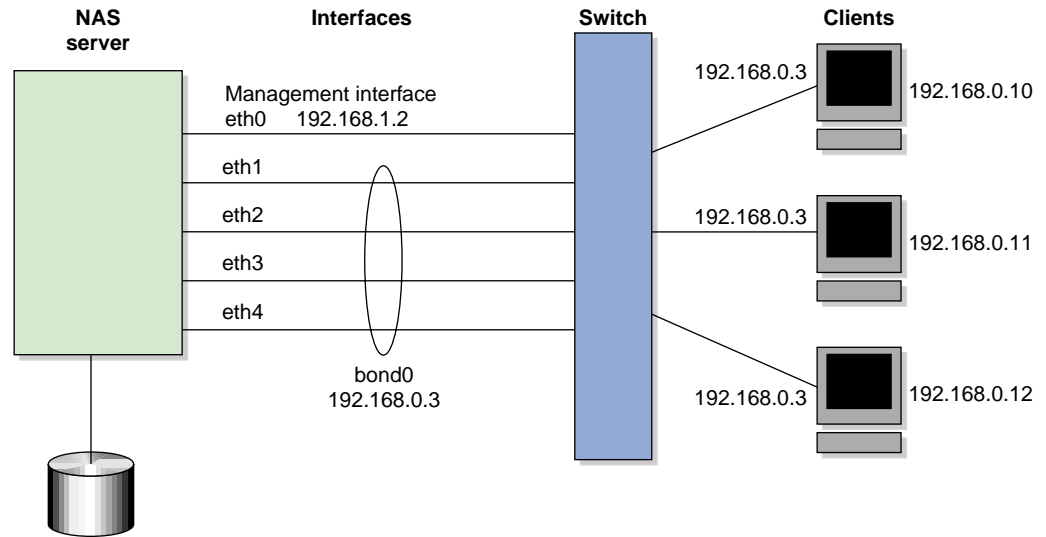 NAS
server
Interfaces
Switch
Clients
Management interface
eth0 192.168.1.2
eth1
eth2
eth3
eth4
bond0
192.168.0.3
192.168.0.3
192.168.0.10
192.168.0.3
192.168.0.11
192.168.0.3
192.168.0.12